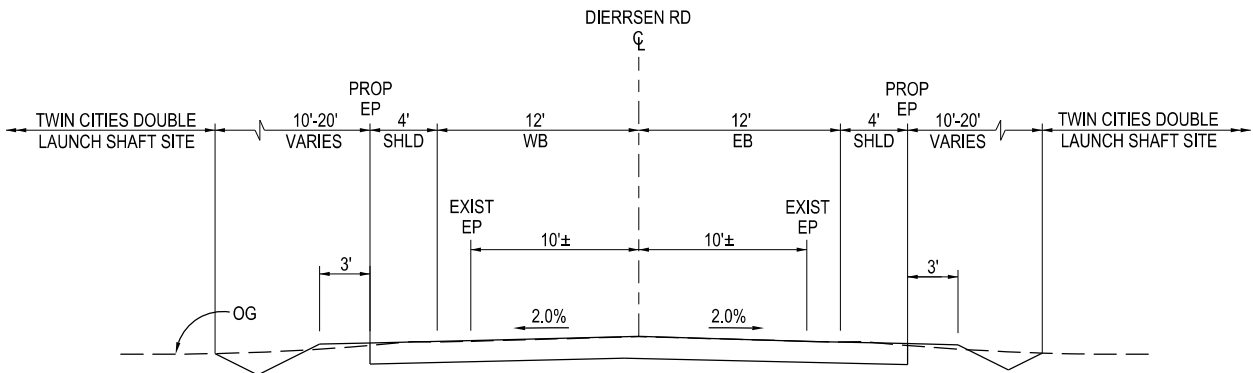 DIERRSEN RD
℄
PROP
EP
PROP
EP
TWIN CITIES DOUBLE
LAUNCH SHAFT SITE
10'-20'
VARIES
4'
SHLD
12'
WB
12'
EB
4'
SHLD
10'-20'
VARIES
TWIN CITIES DOUBLE
LAUNCH SHAFT SITE
EXIST
EP
EXIST
EP
10'±
10'±
3'
3'
OG
2.0%
2.0%